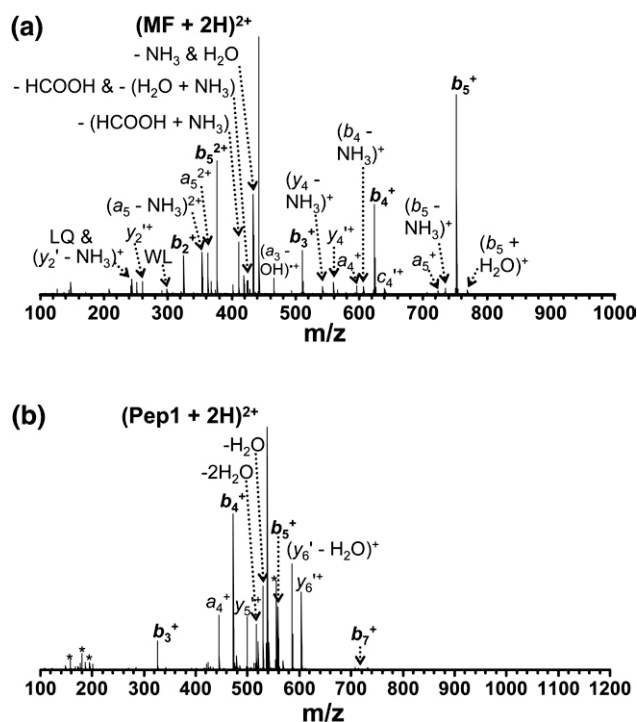 (a)
(MF + 2H)²⁺
- NH₃ & H₂O
- HCOOH & - (H₂O + NH₃)
- (HCOOH + NH₃)
b₅²⁺
a₅²⁺
(a₅ - NH₃)²⁺
b₂⁺
LQ &
(y₂' - NH₃)⁺
y₂'⁺
WL
(a₃ -
OH)•⁺
b₃⁺
(y₄ -
NH₃)⁺
y₄'⁺
a₄⁺
(b₄ -
NH₃)⁺
b₄⁺
c₄'⁺
b₅⁺
(b₅ -
NH₃)⁺
a₅⁺
(b₅ +
H₂O)⁺
100 200 300 400 500 600 700 800 900 1000
m/z
(b)
(Pep1 + 2H)²⁺
-H₂O
-2H₂O
b₄⁺
b₅⁺
(y₆' - H₂O)⁺
y₆'⁺
a₄⁺
y₅'⁺
*
b₃⁺
b₇⁺
* * *
100 200 300 400 500 600 700 800 900 1000 1100 1200
m/z